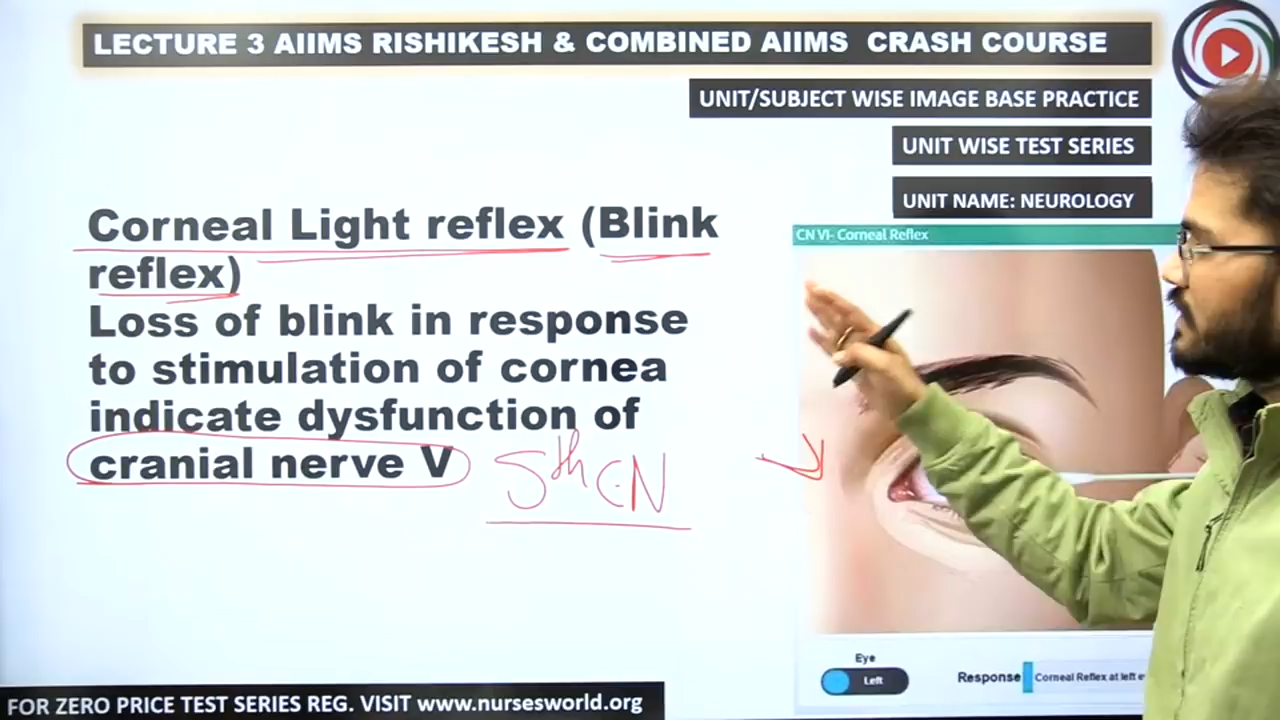 LECTURE 3 AIIMS RISHIKESH & COMBINED AIIMS CRASH COURSE
UNIT/SUBJECT WISE IMAGE BASE PRACTICE
UNIT WISE TEST SERIES
UNIT NAME: NEUROLOGY
Corneal Light reflex (Blink
reflex)
Loss of blink in response
to stimulation of cornea
indicate dysfunction of
cranial nerve V
5th CN
CN VI- Corneal Reflex
Eye
Left
Response
Corneal Reflex at left e
FOR ZERO PRICE TEST SERIES REG. VISIT www.nursesworld.org